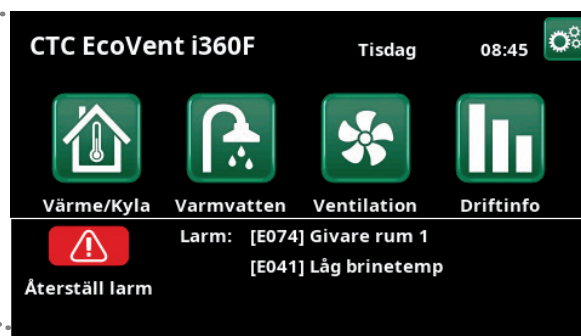 CTC EcoVent i360F Tisdag 08:45
Värme/Kyla Varmvatten Ventilation Driftinfo
Larm: [E074] Givare rum 1
[E041] Låg brinetemp
Återställ larm